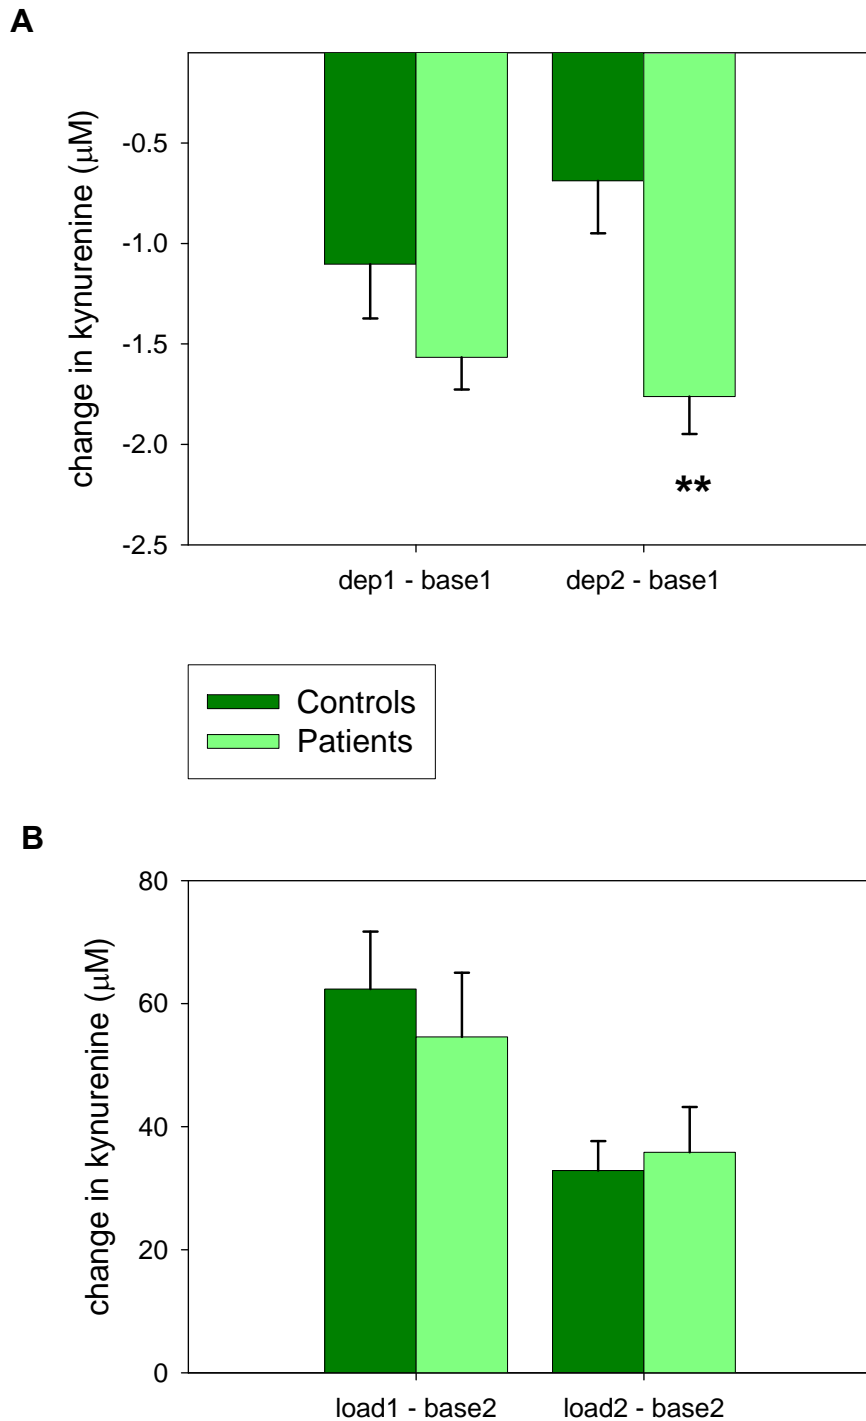 A
change in kynurenine (μM)
-0.5
-1.0
-1.5
-2.0
-2.5
**
dep1 - base1
dep2 - base1
Controls
Patients
B
change in kynurenine (μM)
80
60
40
20
0
load1 - base2
load2 - base2